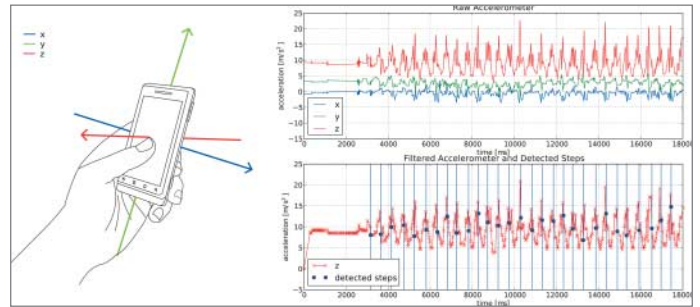 x
y
z
Raw Accelerometer
acceleration [m/s²]
25
20
15
10
5
0
−5
−10
−15
x
y
z
0 2000 4000 6000 8000 10000 12000 14000 16000 18000
time [ms]
Filtered Accelerometer and Detected Steps
acceleration [m/s²]
25
20
15
10
5
0
−5
z
detected steps
0 2000 4000 6000 8000 10000 12000 14000 16000 18000
time [ms]